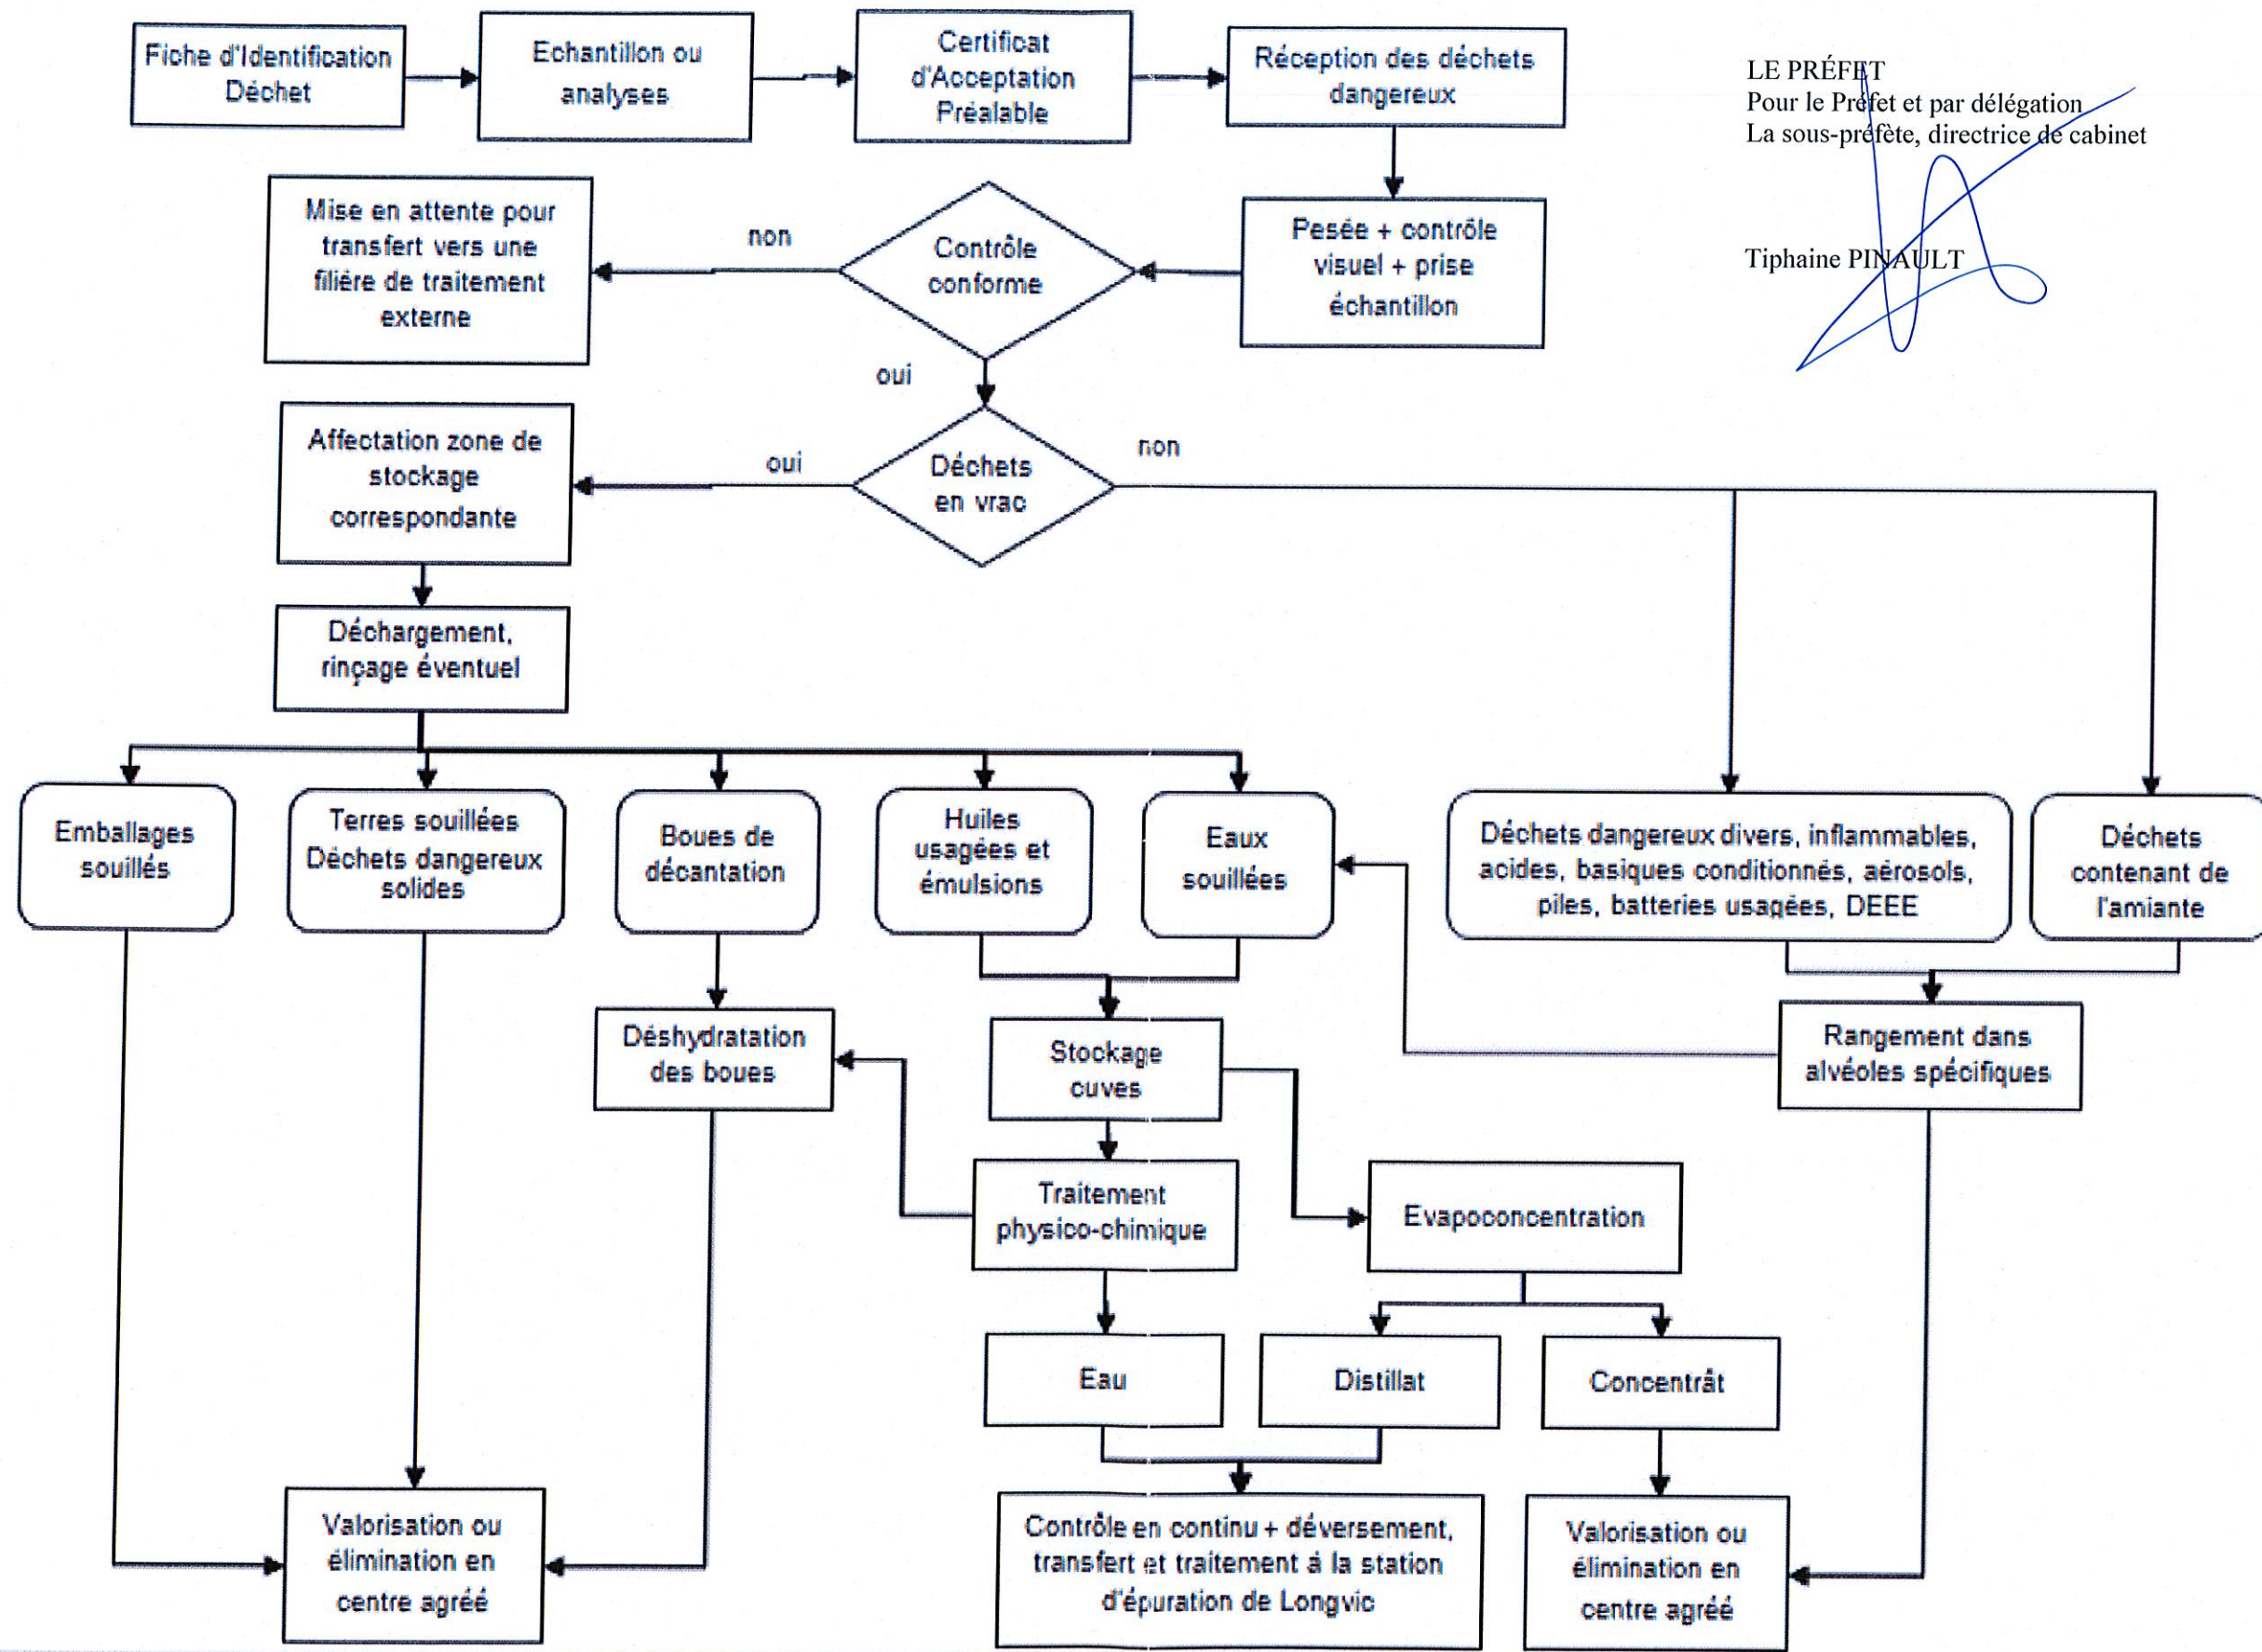 Fiche d'Identification
Déchet
Echantillon ou
analyses
Certificat
d'Acceptation
Préalable
Réception des déchets
dangereux
LE PRÉFET
Pour le Préfet et par délégation
La sous-préfète, directrice de cabinet
Tiphaine PINAULT
Mise en attente pour
transfert vers une
filière de traitement
externe
non
Contrôle
conforme
Pesée + contrôle
visuel + prise
échantillon
oui
Affectation zone de
stockage
correspondante
oui
Déchets
en vrac
non
Déchargement,
rinçage éventuel
Emballages
souillés
Terres souillées
Déchets dangereux
solides
Boues de
décantation
Huiles
usagées et
émulsions
Eaux
souillées
Déchets dangereux divers, inflammables,
acides, basiques conditionnés, aérosols,
piles, batteries usagées, DEEE
Déchets
contenant de
l'amiante
Déshydratation
des boues
Stockage
cuves
Rangement dans
alvéoles spécifiques
Traitement
physico-chimique
Evapoconcentration
Eau
Distillat
Concentrât
Valorisation ou
élimination en
centre agréé
Contrôle en continu + déversement,
transfert et traitement à la station
d'épuration de Longvic
Valorisation ou
élimination en
centre agréé